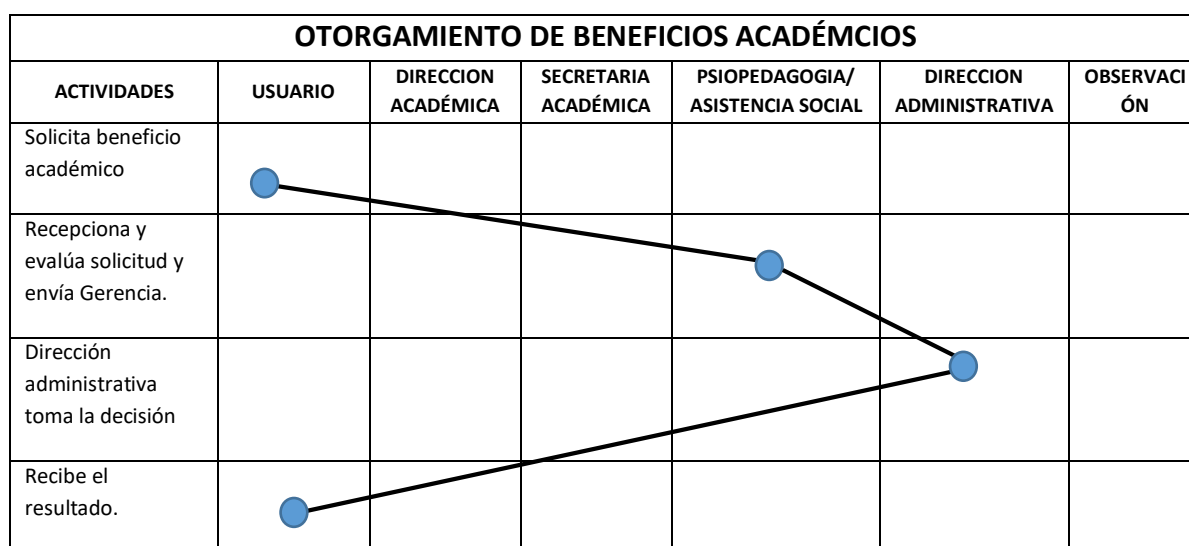 OTORGAMIENTO DE BENEFICIOS ACADÉMCIOS
ACTIVIDADES
USUARIO
DIRECCION
ACADÉMICA
SECRETARIA
ACADÉMICA
PSIOPEDAGOGIA/
ASISTENCIA SOCIAL
DIRECCION
ADMINISTRATIVA
OBSERVACI
ÓN
Solicita beneficio
académico
Recepciona y
evalúa solicitud y
envía Gerencia.
Dirección
administrativa
toma la decisión
Recibe el
resultado.